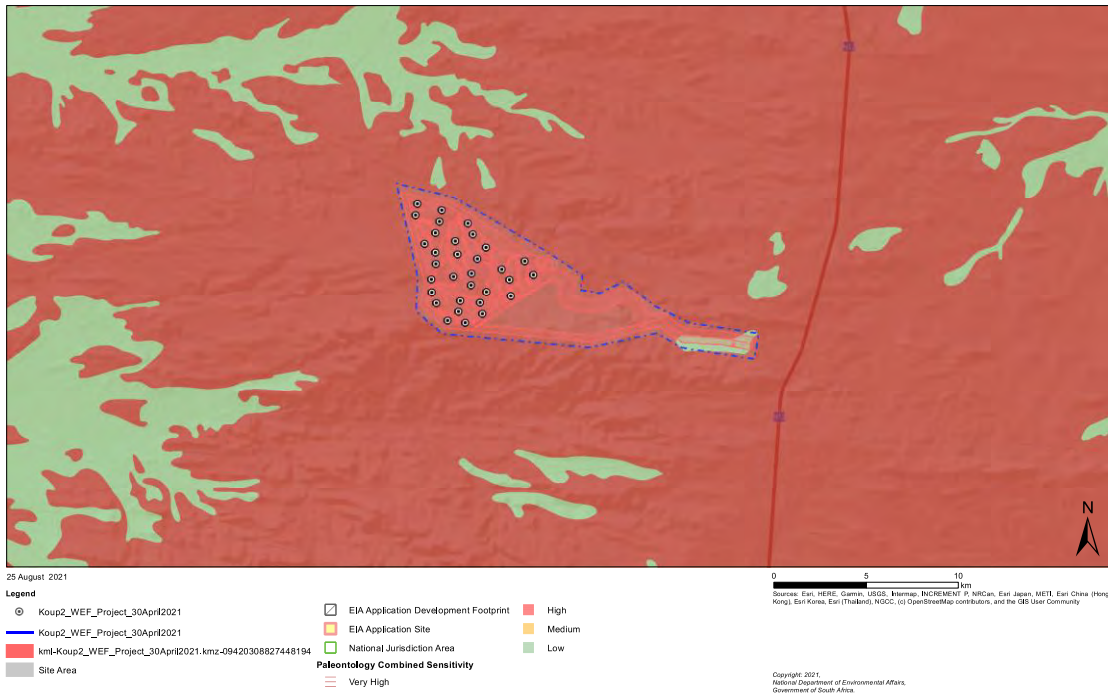 N
25 August 2021
Legend
Koup2_WEF_Project_30April2021
Koup2_WEF_Project_30April2021
kml-Koup2_WEF_Project_30April2021.kmz-09420308827448194
Site Area
EIA Application Development Footprint
EIA Application Site
National Jurisdiction Area
Paleontology Combined Sensitivity
Very High
High
Medium
Low
0 5 10
km
Sources: Esri, HERE, Garmin, USGS, Intermap, INCREMENT P, NRCan, Esri Japan, METI, Esri China (Hong
Kong), Esri Korea, Esri (Thailand), NGCC, (c) OpenStreetMap contributors, and the GIS User Community
Copyright: 2021,
National Department of Environmental Affairs,
Government of South Africa.